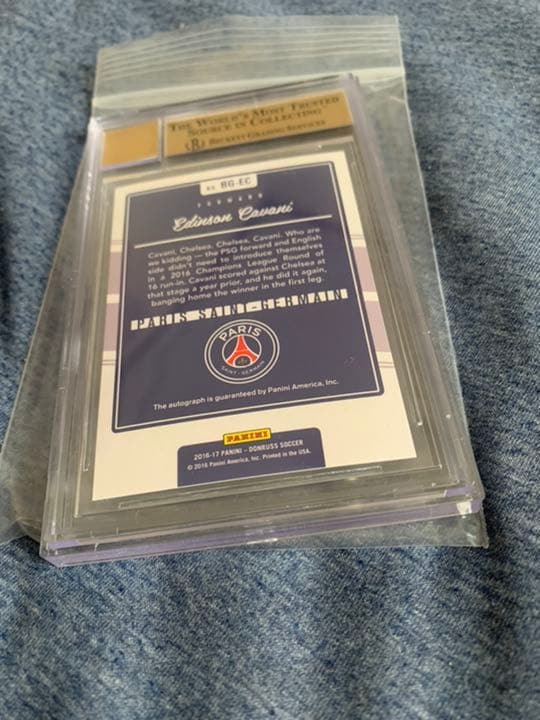 THE WORLD'S MOST TRUSTED
SOURCE IN COLLECTING
BECKETT GRADING SERVICES
NO. BG-EC
FORWARD
Edinson Cavani
Cavani, Chelsea. Chelsea, Cavani. Who are
we kidding — the PSG forward and English
side didn't need to introduce themselves
in a 2016 Champions League Round of
16 run-in. Cavani scored against Chelsea at
that stage a year prior, and he did it again,
banging home the winner in the first leg.
PARIS SAINT-GERMAIN
PARIS
SAINT-GERMAIN
The autograph is guaranteed by Panini America, Inc.
PANINI
2016-17 PANINI - DONRUSS SOCCER
© 2016 Panini America, Inc. Printed in the USA.